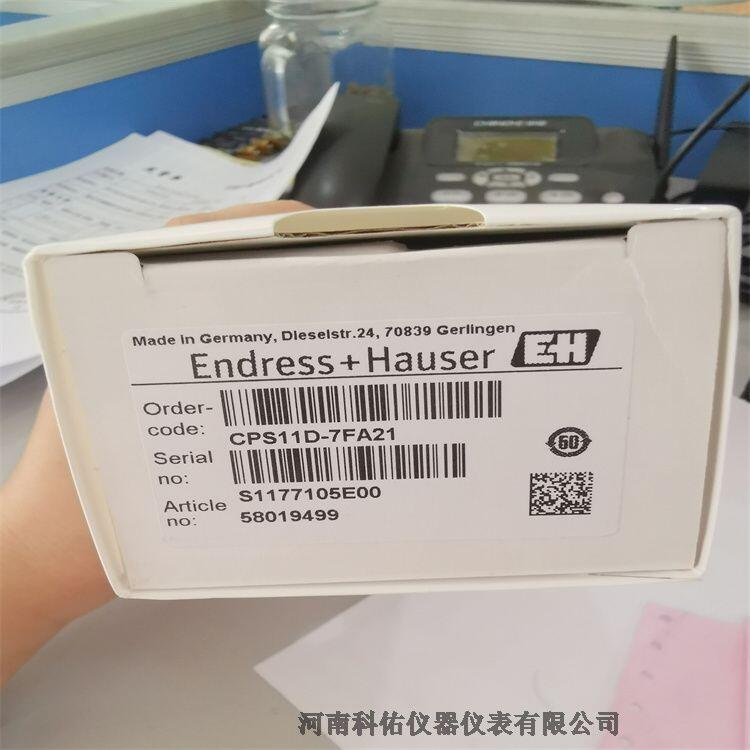 Made in Germany, Dieselstr.24, 70839 Gerlingen
Endress+Hauser EH
Order-
code:
CPS11D-7FA21
Serial
no:
S1177105E00
Article
no:
58019499
60
河南科佑仪器仪表有限公司